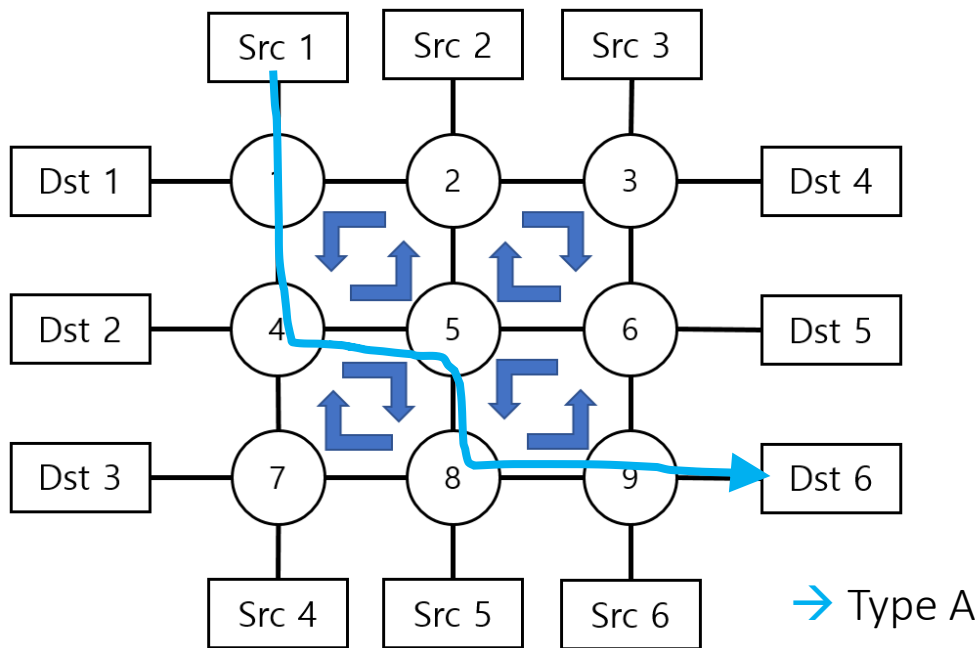 Src 1
Src 2
Src 3
Dst 1
1
2
3
Dst 4
Dst 2
4
5
6
Dst 5
Dst 3
7
8
9
Dst 6
Src 4
Src 5
Src 6
Type A